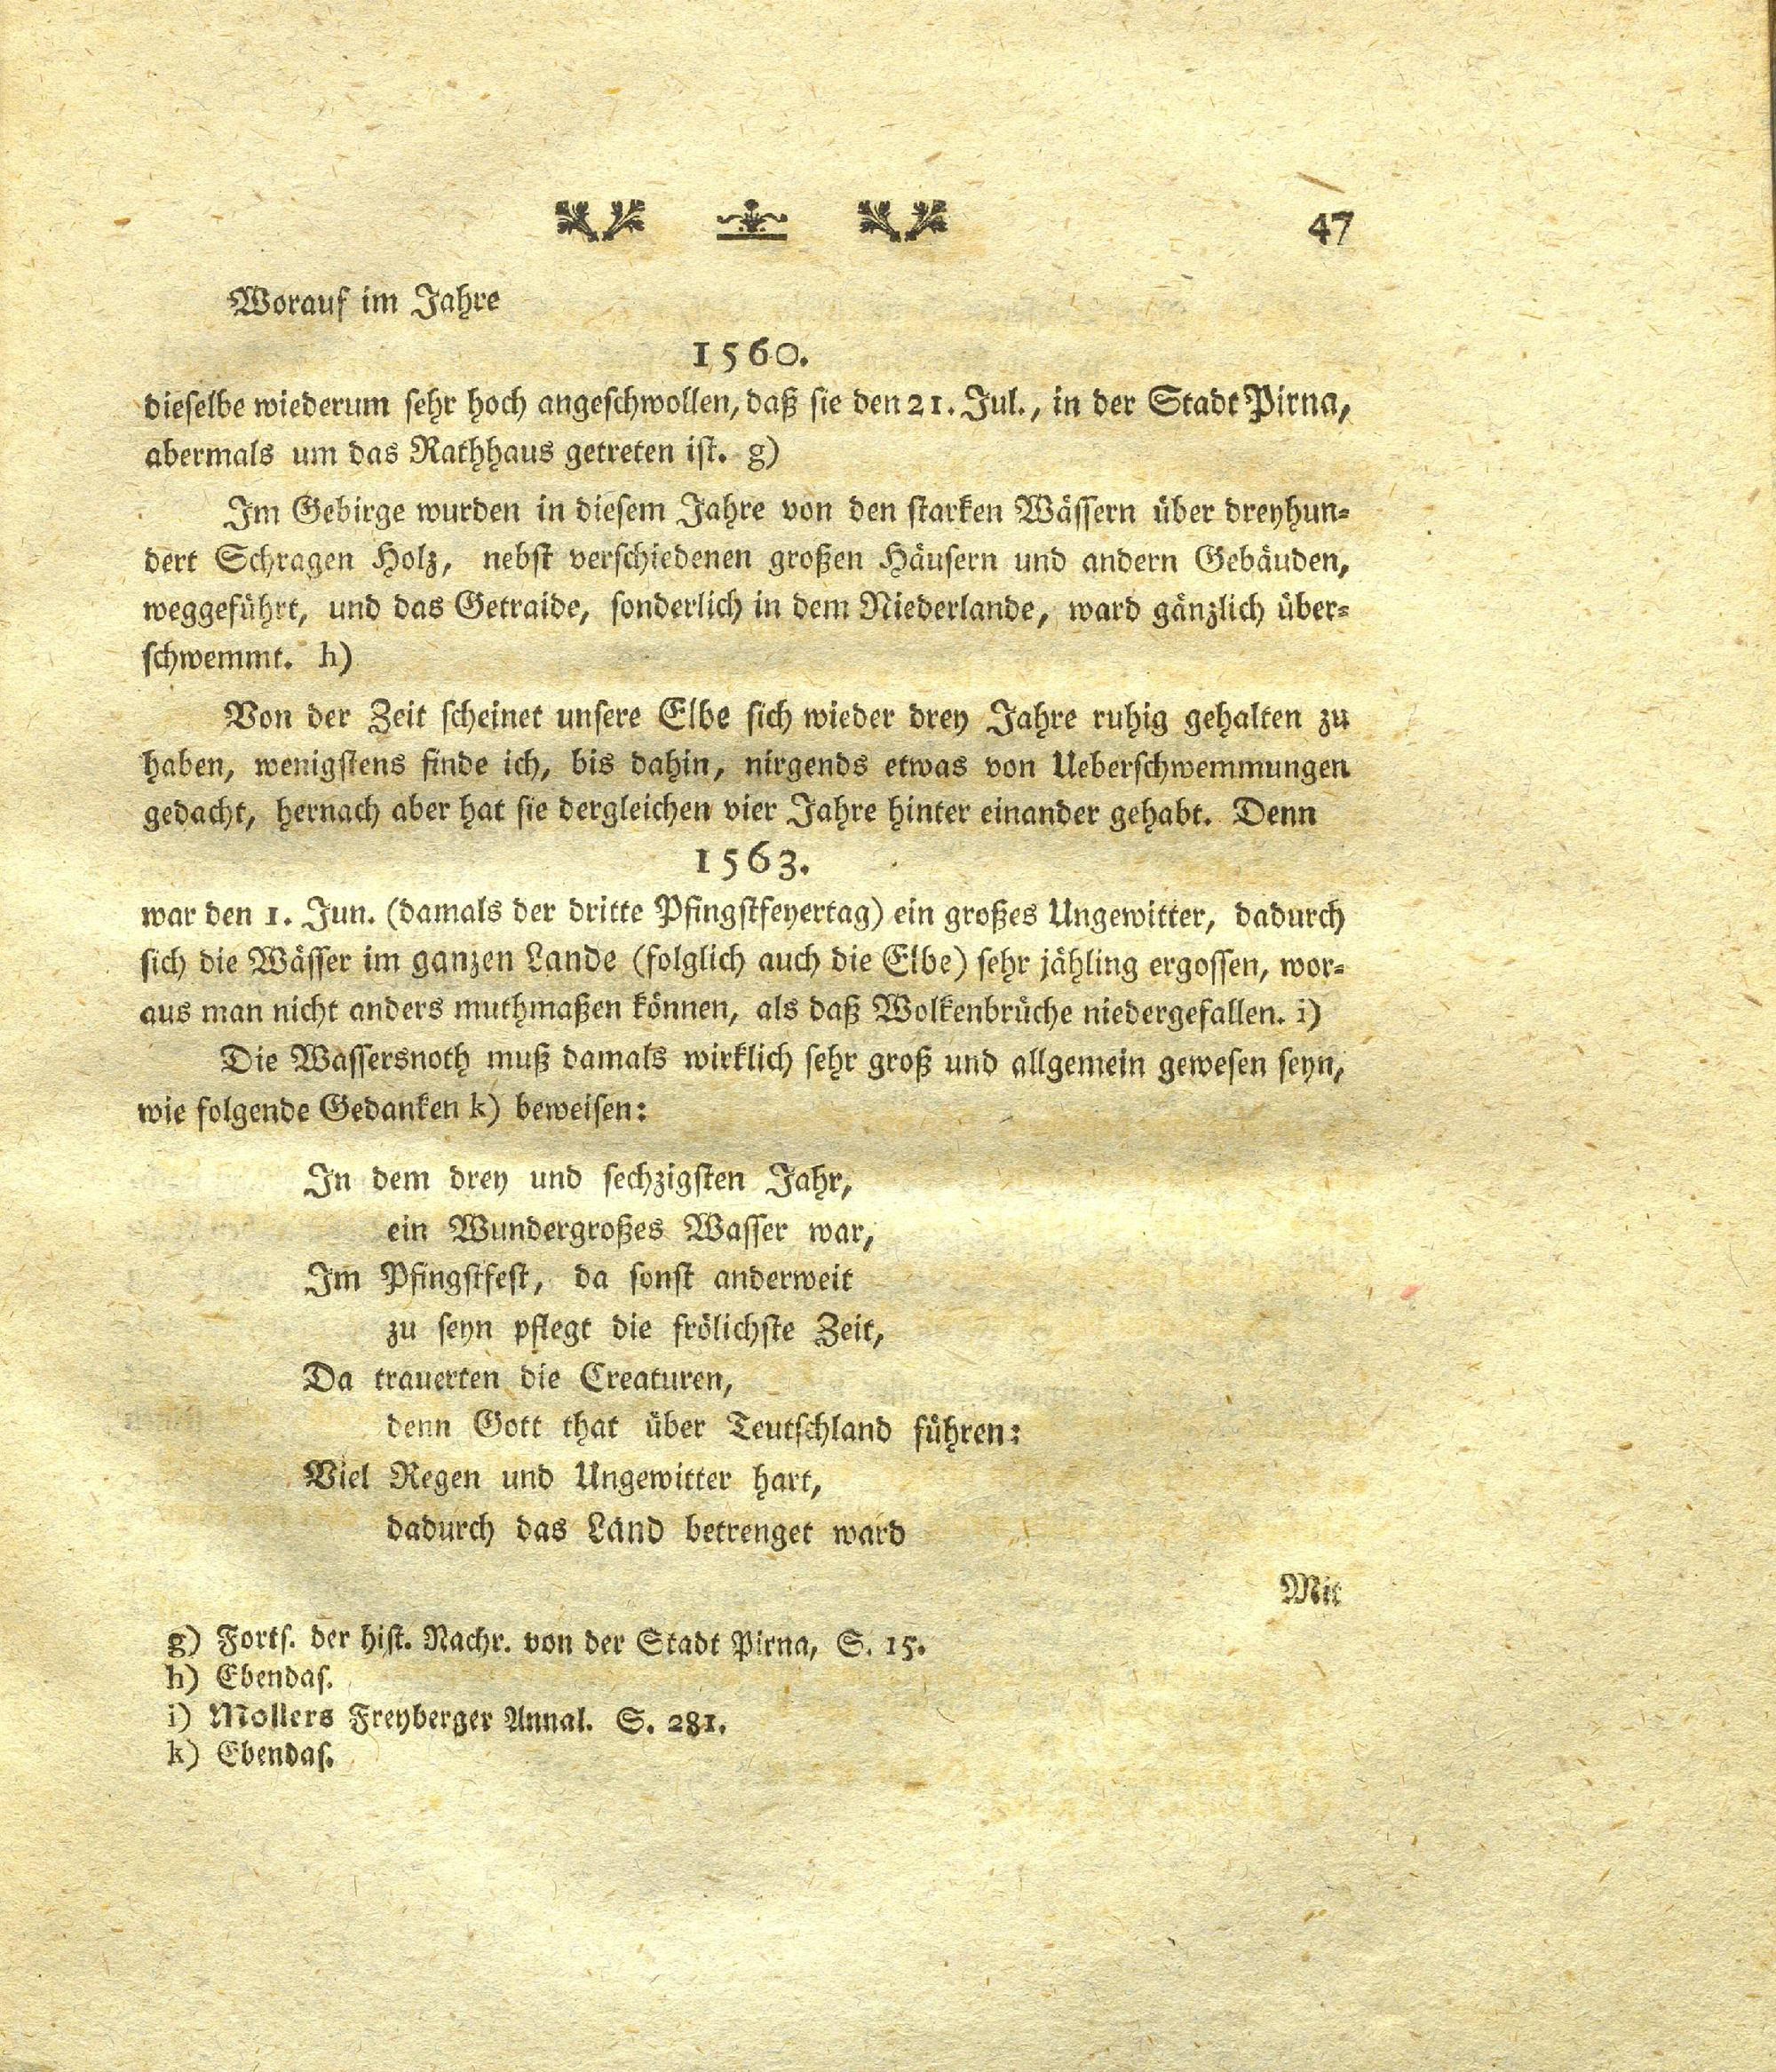 47
Worauf im Jahre
1560.
dieselbe wiederum sehr hoch angeschwollen, daß sie den 21. Jul., in der Stadt Pirna,
abermals um das Rathhaus getreten ist. g)
Im Gebirge wurden in diesem Jahre von den starken Wässern über dreyhun-
dert Schragen Holz, nebst verschiedenen großen Häusern und andern Gebäuden,
weggeführt, und das Getraide, sonderlich in dem Niederlande, ward gänzlich über-
schwemmt. h)
Von der Zeit scheinet unsere Elbe sich wieder drey Jahre ruhig gehalten zu
haben, wenigstens finde ich, bis dahin, nirgends etwas von Ueberschwemmungen
gedacht, hernach aber hat sie dergleichen vier Jahre hinter einander gehabt. Denn
1563.
war den 1. Jun. (damals der dritte Pfingstfeyertag) ein großes Ungewitter, dadurch
sich die Wässer im ganzen Lande (folglich auch die Elbe) sehr jähling ergossen, wor-
aus man nicht anders muthmaßen können, als daß Wolkenbrüche niedergefallen. i)
Die Wassersnoth muß damals wirklich sehr groß und allgemein gewesen seyn,
wie folgende Gedanken k) beweisen:
In dem drey und sechzigsten Jahr,
ein Wundergroßes Wasser war,
Im Pfingstfest, da sonst anderweit
zu seyn pflegt die frölichste Zeit,
Da trauerten die Creaturen,
denn Gott that über Teutschland führen:
Viel Regen und Ungewitter hart,
dadurch das Land betrenget ward
Mit
g) Forts. der hist. Nachr. von der Stadt Pirna, S. 15.
h) Ebendas.
i) Mollers Freyberger Annal. S. 281.
k) Ebendas.